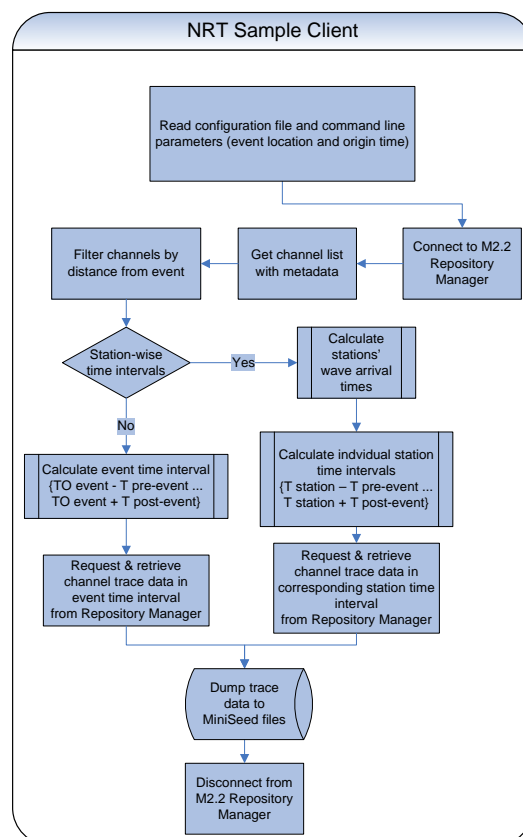 NRT Sample Client
Read configuration file and command line
parameters (event location and origin time)
Connect to M2.2
Repository
Manager
Get channel list
with metadata
Filter channels by
distance from event
Station-wise
time intervals
Yes
No
Calculate
stations'
wave arrival
times
Calculate event time interval
{TO event - T pre-event ...
TO event + T post-event}
Calculate indvidual station
time intervals
{T station – T pre-event ...
T station + T post-event}
Request & retrieve
channel trace data in
event time interval
from Repository Manager
Request & retrieve
channel trace data in
corresponding station time
interval
from Repository Manager
Dump trace
data to
MiniSeed files
Disconnect from
M2.2 Repository
Manager